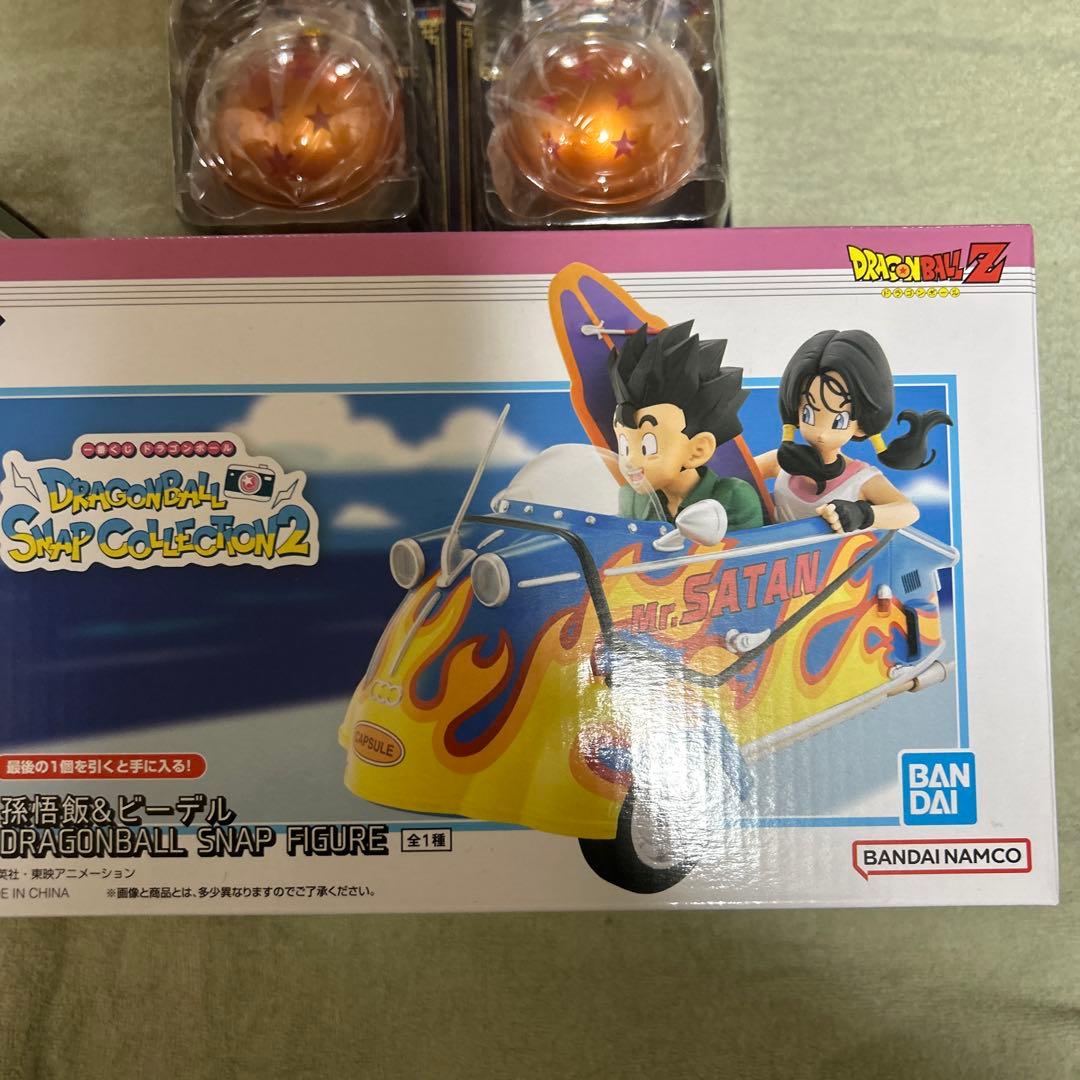 DRAGONBALL Z
ドラゴンボール
一番くじ ドラゴンボール
DRAGONBALL
SNAP COLLECTION2
Mr.SATAN
CAPSULE
最後の1個を引くと手に入る!
孫悟飯&ビーデル
DRAGONBALL SNAP FIGURE 全1種
英社・東映アニメーション
DE IN CHINA ※画像と商品とは、多少異なりますのでご了承ください。
BAN
DAI
BANDAI NAMCO